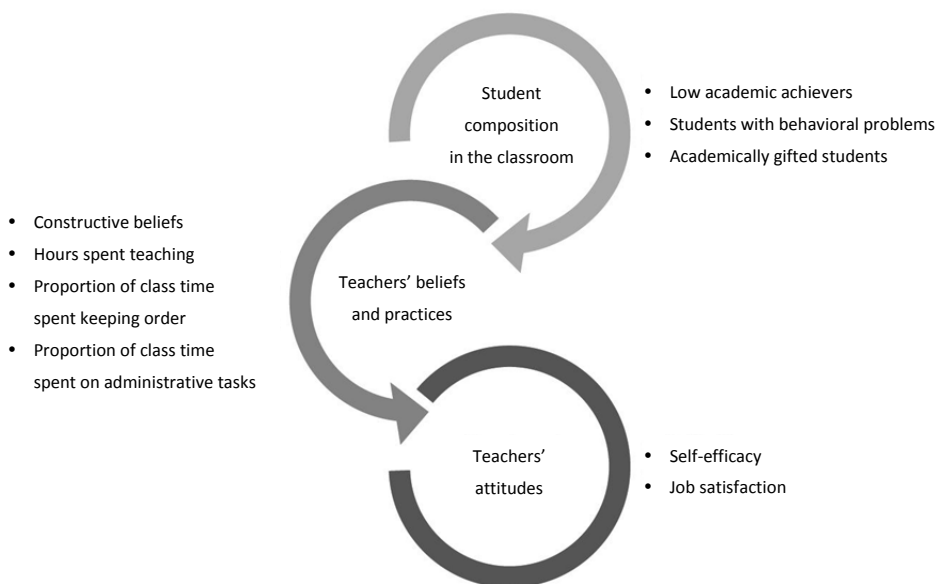 Student
composition
in the classroom
• Low academic achievers
• Students with behavioral problems
• Academically gifted students
• Constructive beliefs
• Hours spent teaching
• Proportion of class time
spent keeping order
• Proportion of class time
spent on administrative tasks
Teachers’ beliefs
and practices
Teachers’
attitudes
• Self-efficacy
• Job satisfaction